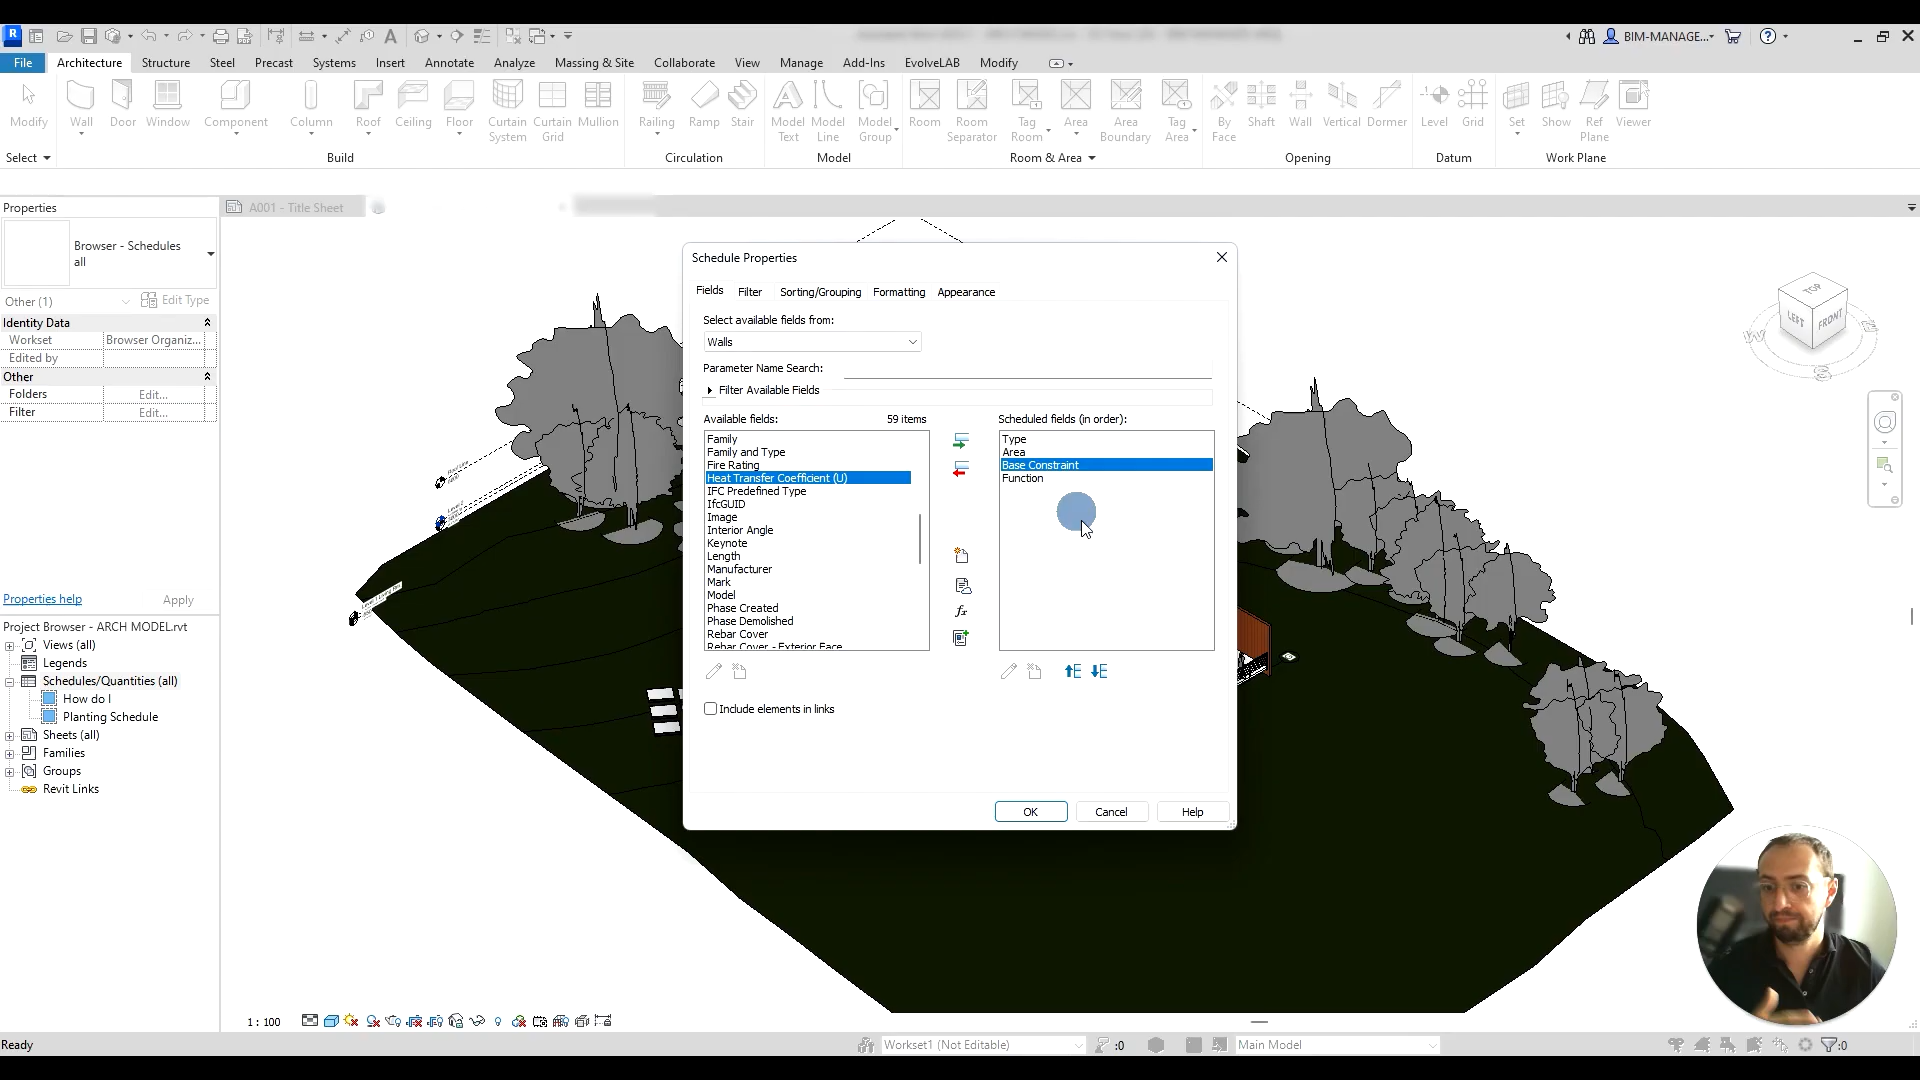 R
BIM-MANAGE...
File
Architecture
Structure
Steel
Precast
Systems
Insert
Annotate
Analyze
Massing & Site
Collaborate
View
Manage
Add-Ins
EvolveLAB
Modify
Modify
Wall
Door
Window
Component
Column
Roof
Ceiling
Floor
Curtain
System
Curtain
Grid
Mullion
Railing
Ramp
Stair
Model
Text
Model
Line
Model
Group
Room
Room
Separator
Tag
Room
Area
Area
Boundary
Tag
Area
By
Face
Shaft
Wall
Vertical
Dormer
Level
Grid
Set
Show
Ref
Plane
Viewer
Select
Build
Circulation
Model
Room & Area
Opening
Datum
Work Plane
Properties
A001 - Title Sheet
Browser - Schedules
all
Other (1)
Edit Type
Identity Data
Workset
Browser Organiz...
Edited by
Other
Folders
Edit...
Filter
Edit...
Properties help
Apply
Project Browser - ARCH MODEL.rvt
Views (all)
Legends
Schedules/Quantities (all)
How do I
Planting Schedule
Sheets (all)
Families
Groups
Revit Links
Schedule Properties
Fields
Filter
Sorting/Grouping
Formatting
Appearance
Select available fields from:
Walls
Parameter Name Search:
Filter Available Fields
Available fields:
59 items
Scheduled fields (in order):
Family
Family and Type
Fire Rating
Heat Transfer Coefficient (U)
IFC Predefined Type
IfcGUID
Image
Interior Angle
Keynote
Length
Manufacturer
Mark
Model
Phase Created
Phase Demolished
Rebar Cover
Rebar Cover - Exterior Face
Type
Area
Base Constraint
Function
fx
Include elements in links
OK
Cancel
Help
TOP
LEFT
FRONT
W
S
1 : 100
Ready
Workset1 (Not Editable)
:0
Main Model
:0